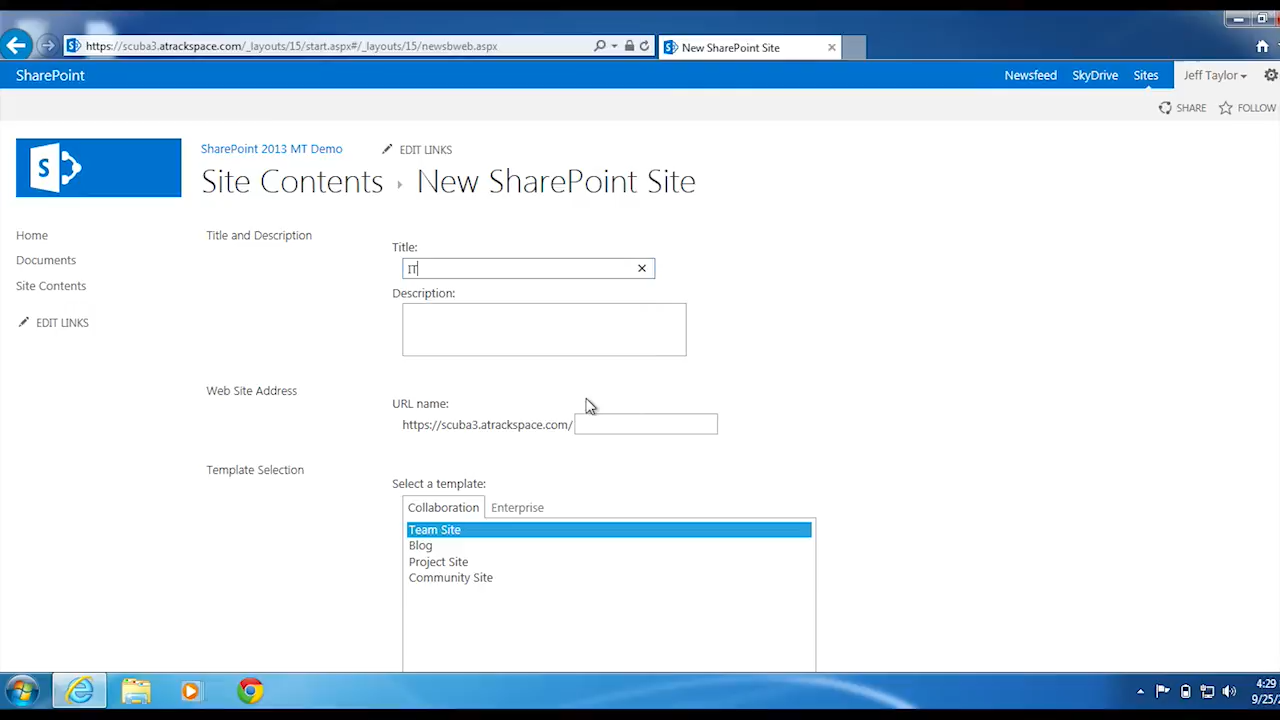 https://scuba3.atrackspace.com/_layouts/15/start.aspx#/_layouts/15/newsbweb.aspx
New SharePoint Site
SharePoint
Newsfeed SkyDrive Sites Jeff Taylor
SHARE FOLLOW
S
SharePoint 2013 MT Demo EDIT LINKS
Site Contents New SharePoint Site
Home
Documents
Site Contents
EDIT LINKS
Title and Description
Title:
IT
Description:
Web Site Address
URL name:
https://scuba3.atrackspace.com/
Template Selection
Select a template:
Collaboration Enterprise
Team Site
Blog
Project Site
Community Site
4:29
9/25/